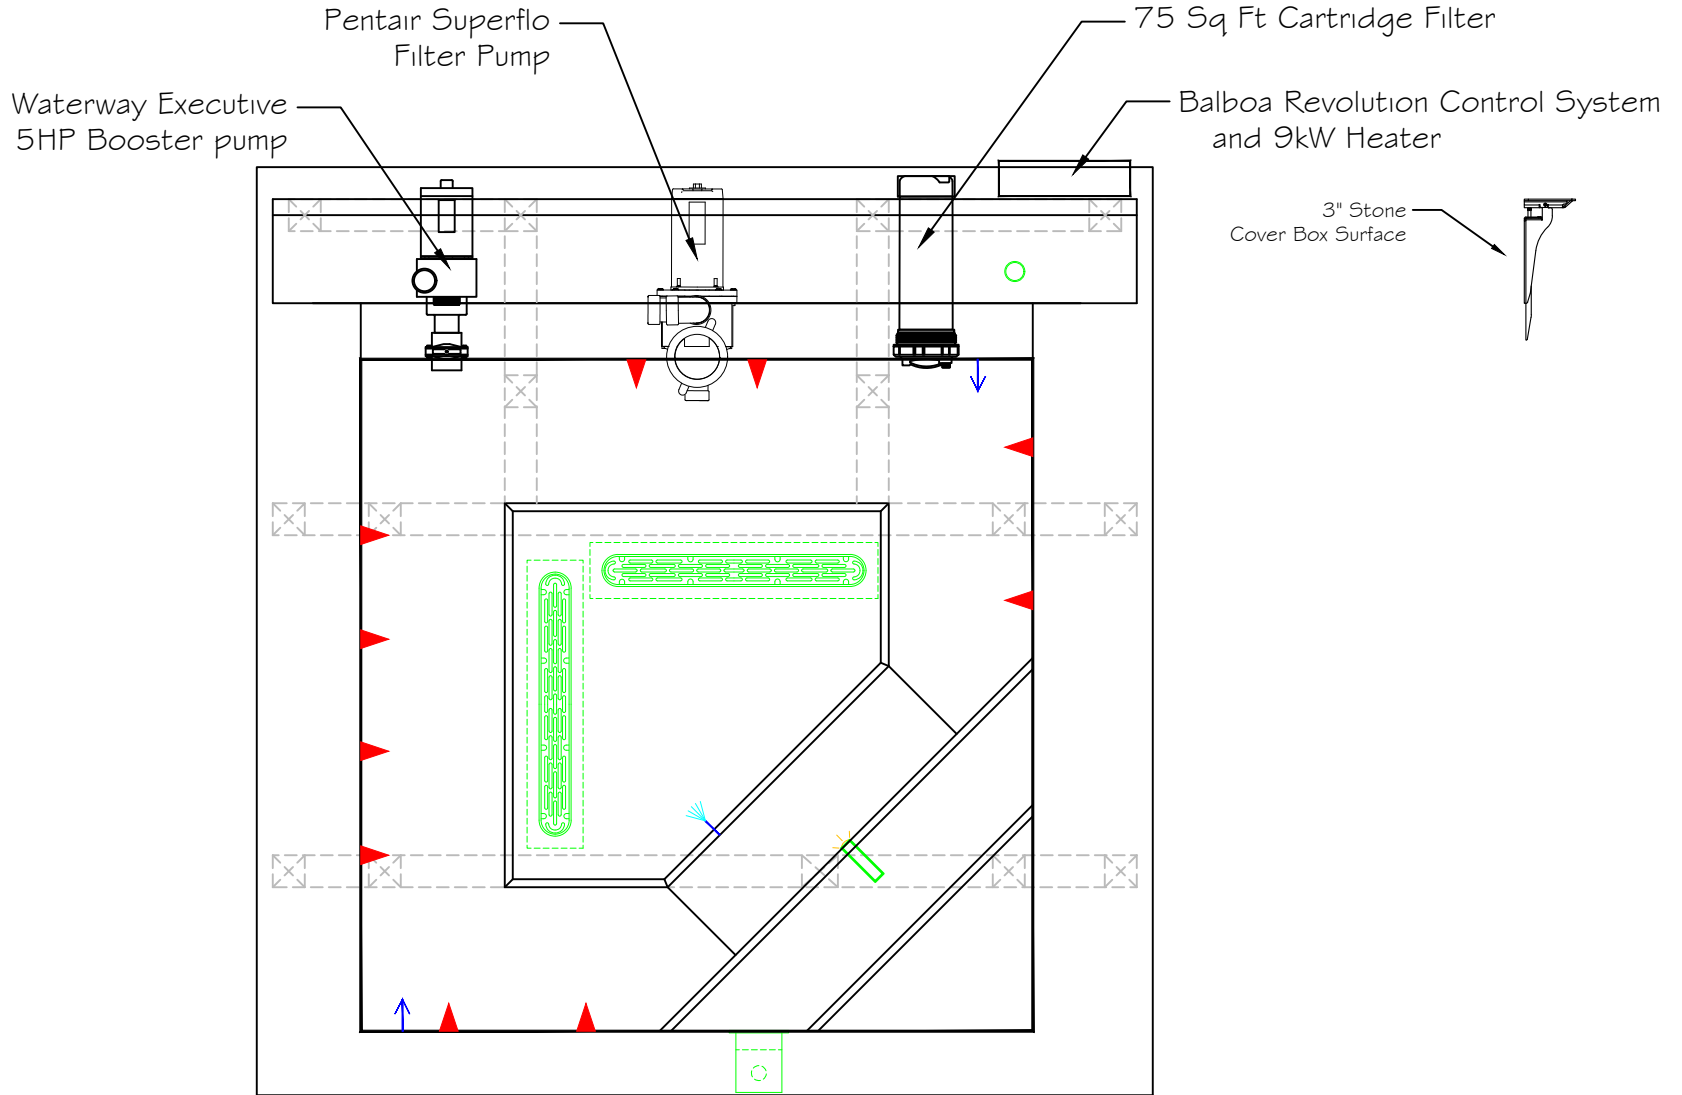 Pentair Superflo
Filter Pump
75 Sq Ft Cartridge Filter
Waterway Executive
5HP Booster pump
Balboa Revolution Control System
and 9kW Heater
3" Stone
Cover Box Surface